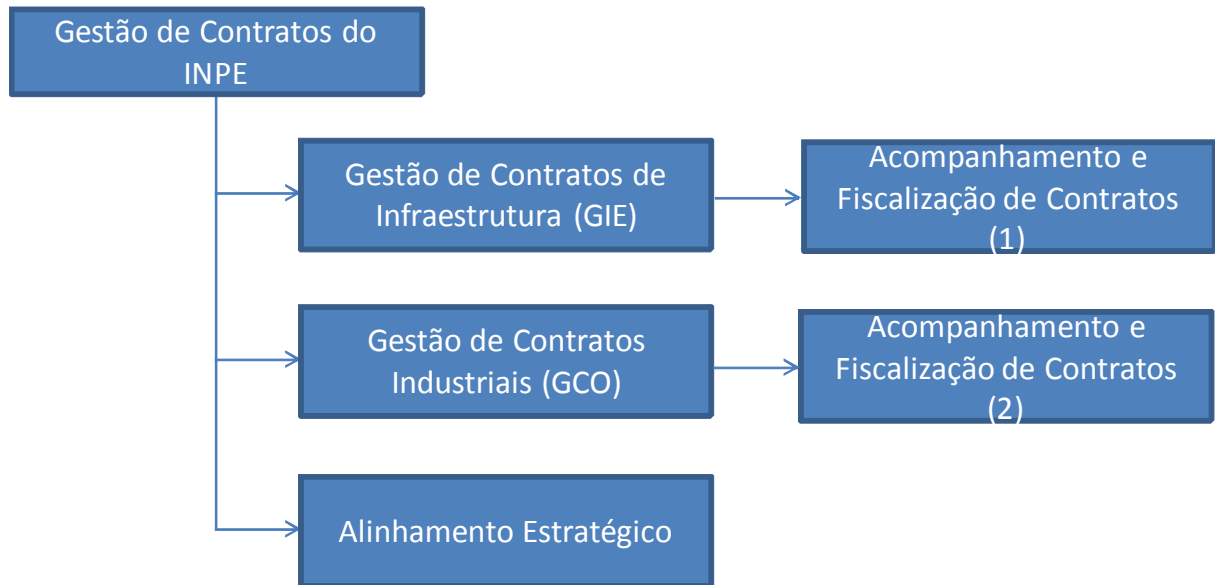 Gestão de Contratos do
INPE
Gestão de Contratos de
Infraestrutura (GIE)
Acompanhamento e
Fiscalização de Contratos
(1)
Gestão de Contratos
Industriais (GCO)
Acompanhamento e
Fiscalização de Contratos
(2)
Alinhamento Estratégico